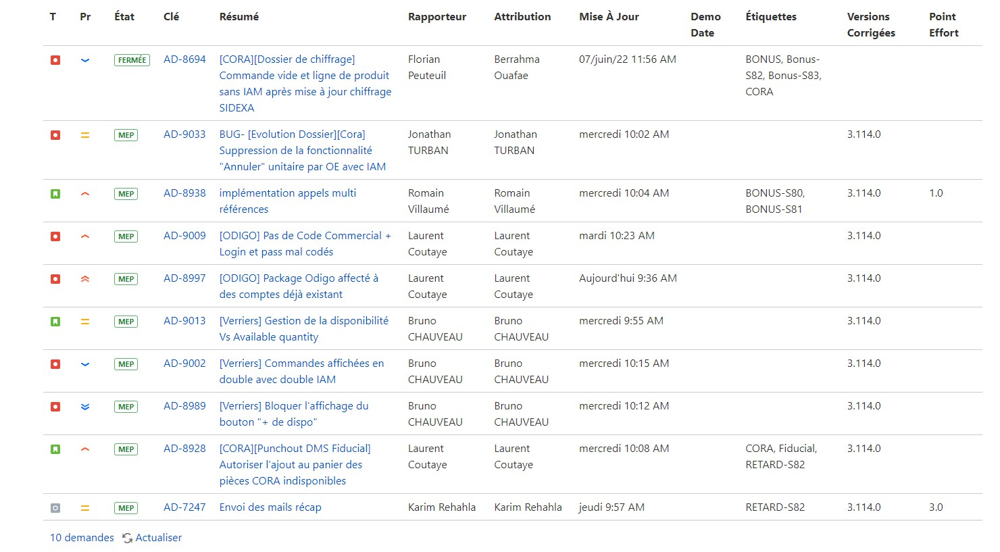 T Pr État Clé Résumé Rapporteur Attribution Mise À Jour Demo Date Étiquettes Versions Corrigées Point Effort
FERMÉE AD-8694 [CORA][Dossier de chiffrage] Florian Berrahma 07/juin/22 11:56 AM BONUS, Bonus-
Commande vide et ligne de produit Peuteuil Ouafae S82, Bonus-S83,
sans IAM après mise à jour chiffrage CORA
SIDEXA
MEP AD-9033 BUG- [Evolution Dossier][Cora] Jonathan Jonathan mercredi 10:02 AM 3.114.0
Suppression de la fonctionnalité TURBAN TURBAN
"Annuler" unitaire par OE avec IAM
MEP AD-8938 implémentation appels multi Romain Romain mercredi 10:04 AM BONUS-S80, 3.114.0 1.0
références Villaumé Villaumé BONUS-S81
MEP AD-9009 [ODIGO] Pas de Code Commercial + Laurent Laurent mardi 10:23 AM 3.114.0
Login et pass mal codés Coutaye Coutaye
MEP AD-8997 [ODIGO] Package Odigo affecté à Laurent Laurent Aujourd'hui 9:36 AM 3.114.0
des comptes déjà existant Coutaye Coutaye
MEP AD-9013 [Verriers] Gestion de la disponibilité Bruno Bruno mercredi 9:55 AM 3.114.0
Vs Available quantity CHAUVEAU CHAUVEAU
MEP AD-9002 [Verriers] Commandes affichées en Bruno Bruno mercredi 10:15 AM 3.114.0
double avec double IAM CHAUVEAU CHAUVEAU
MEP AD-8989 [Verriers] Bloquer l'affichage du Bruno Bruno mercredi 10:12 AM 3.114.0
bouton "+ de dispo" CHAUVEAU CHAUVEAU
MEP AD-8928 [CORA][Punchout DMS Fiducial] Laurent Laurent mercredi 10:08 AM CORA, Fiducial, 3.114.0
Autoriser l'ajout au panier des Coutaye Coutaye RETARD-S82
pièces CORA indisponibles
MEP AD-7247 Envoi des mails récap Karim Rehahla Karim Rehahla jeudi 9:57 AM RETARD-S82 3.114.0 3.0
10 demandes Actualiser